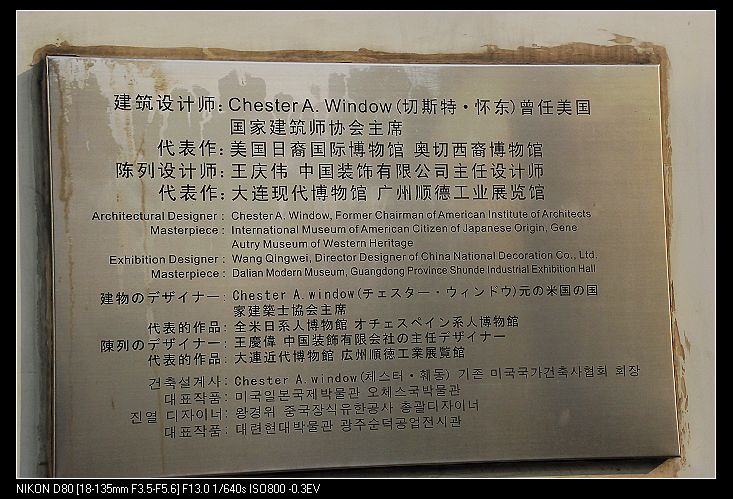 建筑设计师: Chester A. Window (切斯特·怀东) 曾任美国
国家建筑师协会主席
代表作: 美国日裔国际博物馆 奥切西裔博物馆
陈列设计师: 王庆伟 中国装饰有限公司主任设计师
代表作: 大连现代博物馆 广州顺德工业展览馆
Architectural Designer : Chester A. Window, Former Chairman of American Institute of Architects
Masterpiece : International Museum of American Citizen of Japanese Origin, Gene
Autry Museum of Western Heritage
Exhibition Designer : Wang Qingwei, Director Designer of China National Decoration Co., Ltd.
Masterpiece : Dalian Modern Museum, Guangdong Province Shunde Industrial Exhibition Hall
建物のデザイナー: Chester A.window(チェスター・ウィンドウ)元の米国の国
家建築士協会主席
代表的作品: 全米日系人博物館 オチェスペイン系人博物館
陳列のデザイナー: 王慶偉 中国装飾有限会社の主任デザイナー
代表的作品: 大連近代博物館 広州順徳工業展覧館
건축설계사: Chester A.window(체스터·훼동) 기존 미국국가건축사협회 회장
대표작품: 미국일본국제박물관 오체스국박물관
진열 디자이너: 왕경위 중국장식유한공사 총괄디자이너
대표작품: 대련현대박물관 광주순덕공업전시관
NIKON D80 [18-135mm F3.5-F5.6] F13.0 1/640s ISO800 -0.3EV